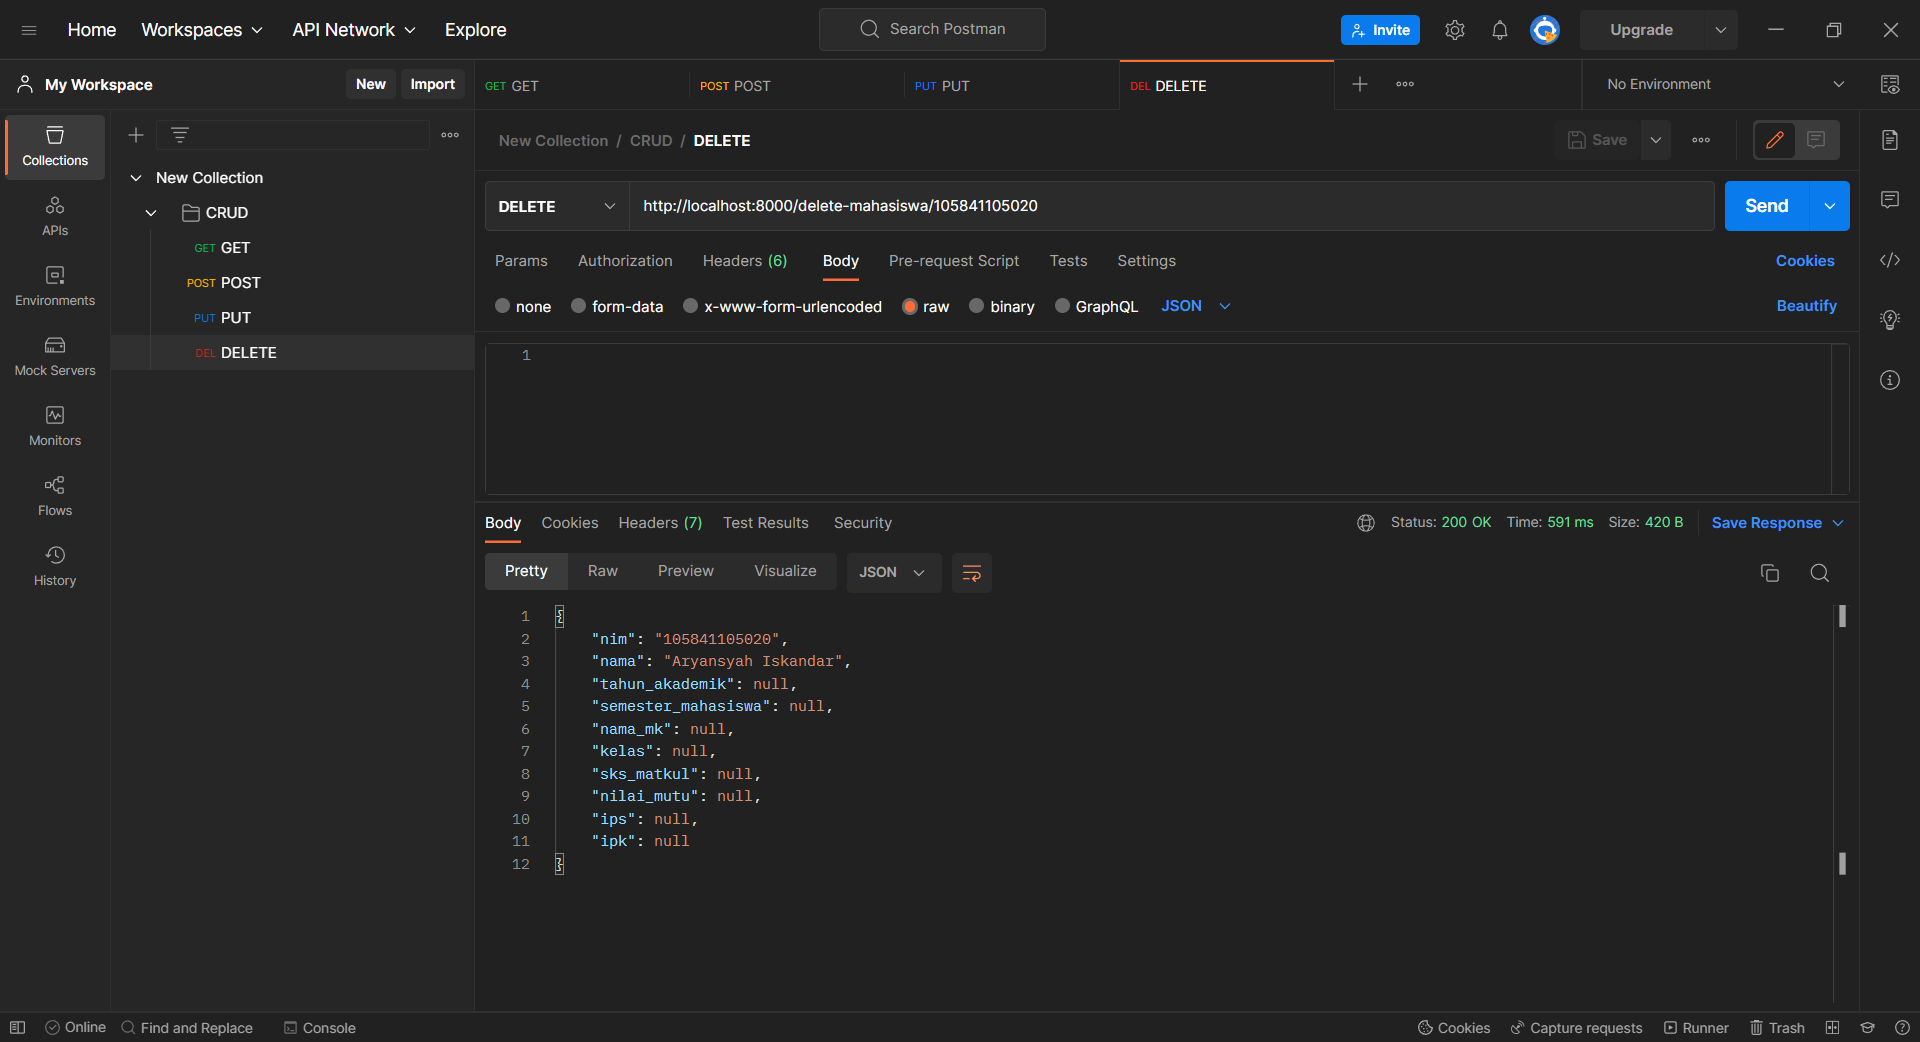 Home Workspaces API Network Explore Search Postman Invite Upgrade
My Workspace New Import GET GET POST POST PUT PUT DEL DELETE No Environment
New Collection / CRUD / DELETE Save
Collections
New Collection
CRUD
GET GET
POST POST
PUT PUT
DEL DELETE
APIs
Environments
Mock Servers
Monitors
Flows
History
DELETE http://localhost:8000/delete-mahasiswa/105841105020 Send
Params Authorization Headers (6) Body Pre-request Script Tests Settings Cookies
none form-data x-www-form-urlencoded raw binary GraphQL JSON Beautify
1
Body Cookies Headers (7) Test Results Security Status: 200 OK Time: 591 ms Size: 420 B Save Response
Pretty Raw Preview Visualize JSON
1 {
2 "nim": "105841105020",
3 "nama": "Aryansyah Iskandar",
4 "tahun_akademik": null,
5 "semester_mahasiswa": null,
6 "nama_mk": null,
7 "kelas": null,
8 "sks_matkul": null,
9 "nilai_mutu": null,
10 "ips": null,
11 "ipk": null
12 }
Online Find and Replace Console Cookies Capture requests Runner Trash